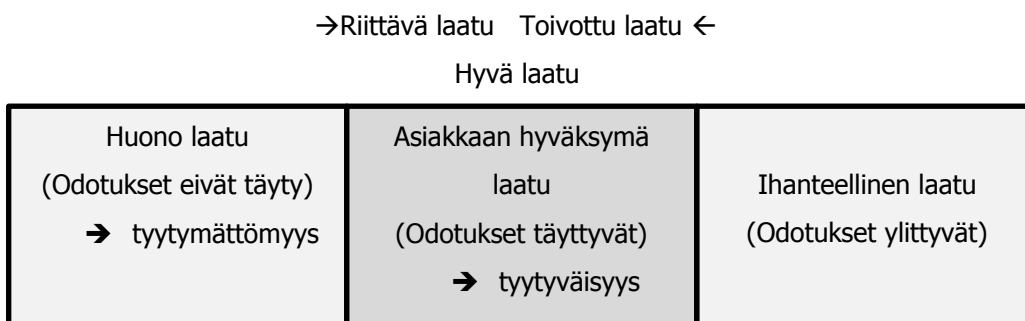 →Riittävä laatu Toivottu laatu ←
Hyvä laatu
Huono laatu
(Odotukset eivät täyty)
➔ tyytymättömyys
Asiakkaan hyväksymä
laatu
(Odotukset täyttyvät)
➔ tyytyväisyys
Ihanteellinen laatu
(Odotukset ylittyvät)